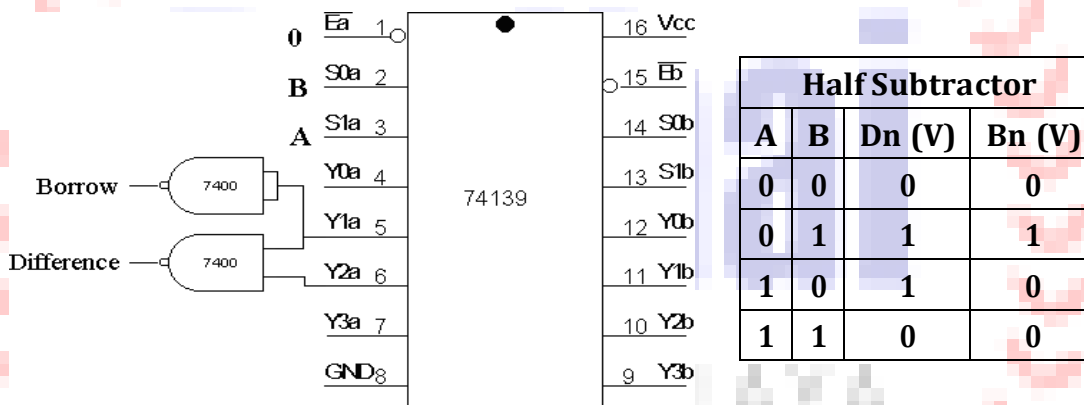 0 E̅a̅ 1 16 Vcc
B S0a 2 15 E̅b̅
A S1a 3 14 S0b
Y0a 4 13 S1b
Borrow 7400
74139
Y1a 5 12 Y0b
Difference 7400
Y2a 6 11 Y1b
Y3a 7 10 Y2b
GND 8 9 Y3b
Half Subtractor
A B Dn (V) Bn (V)
0 0 0 0
0 1 1 1
1 0 1 0
1 1 0 0